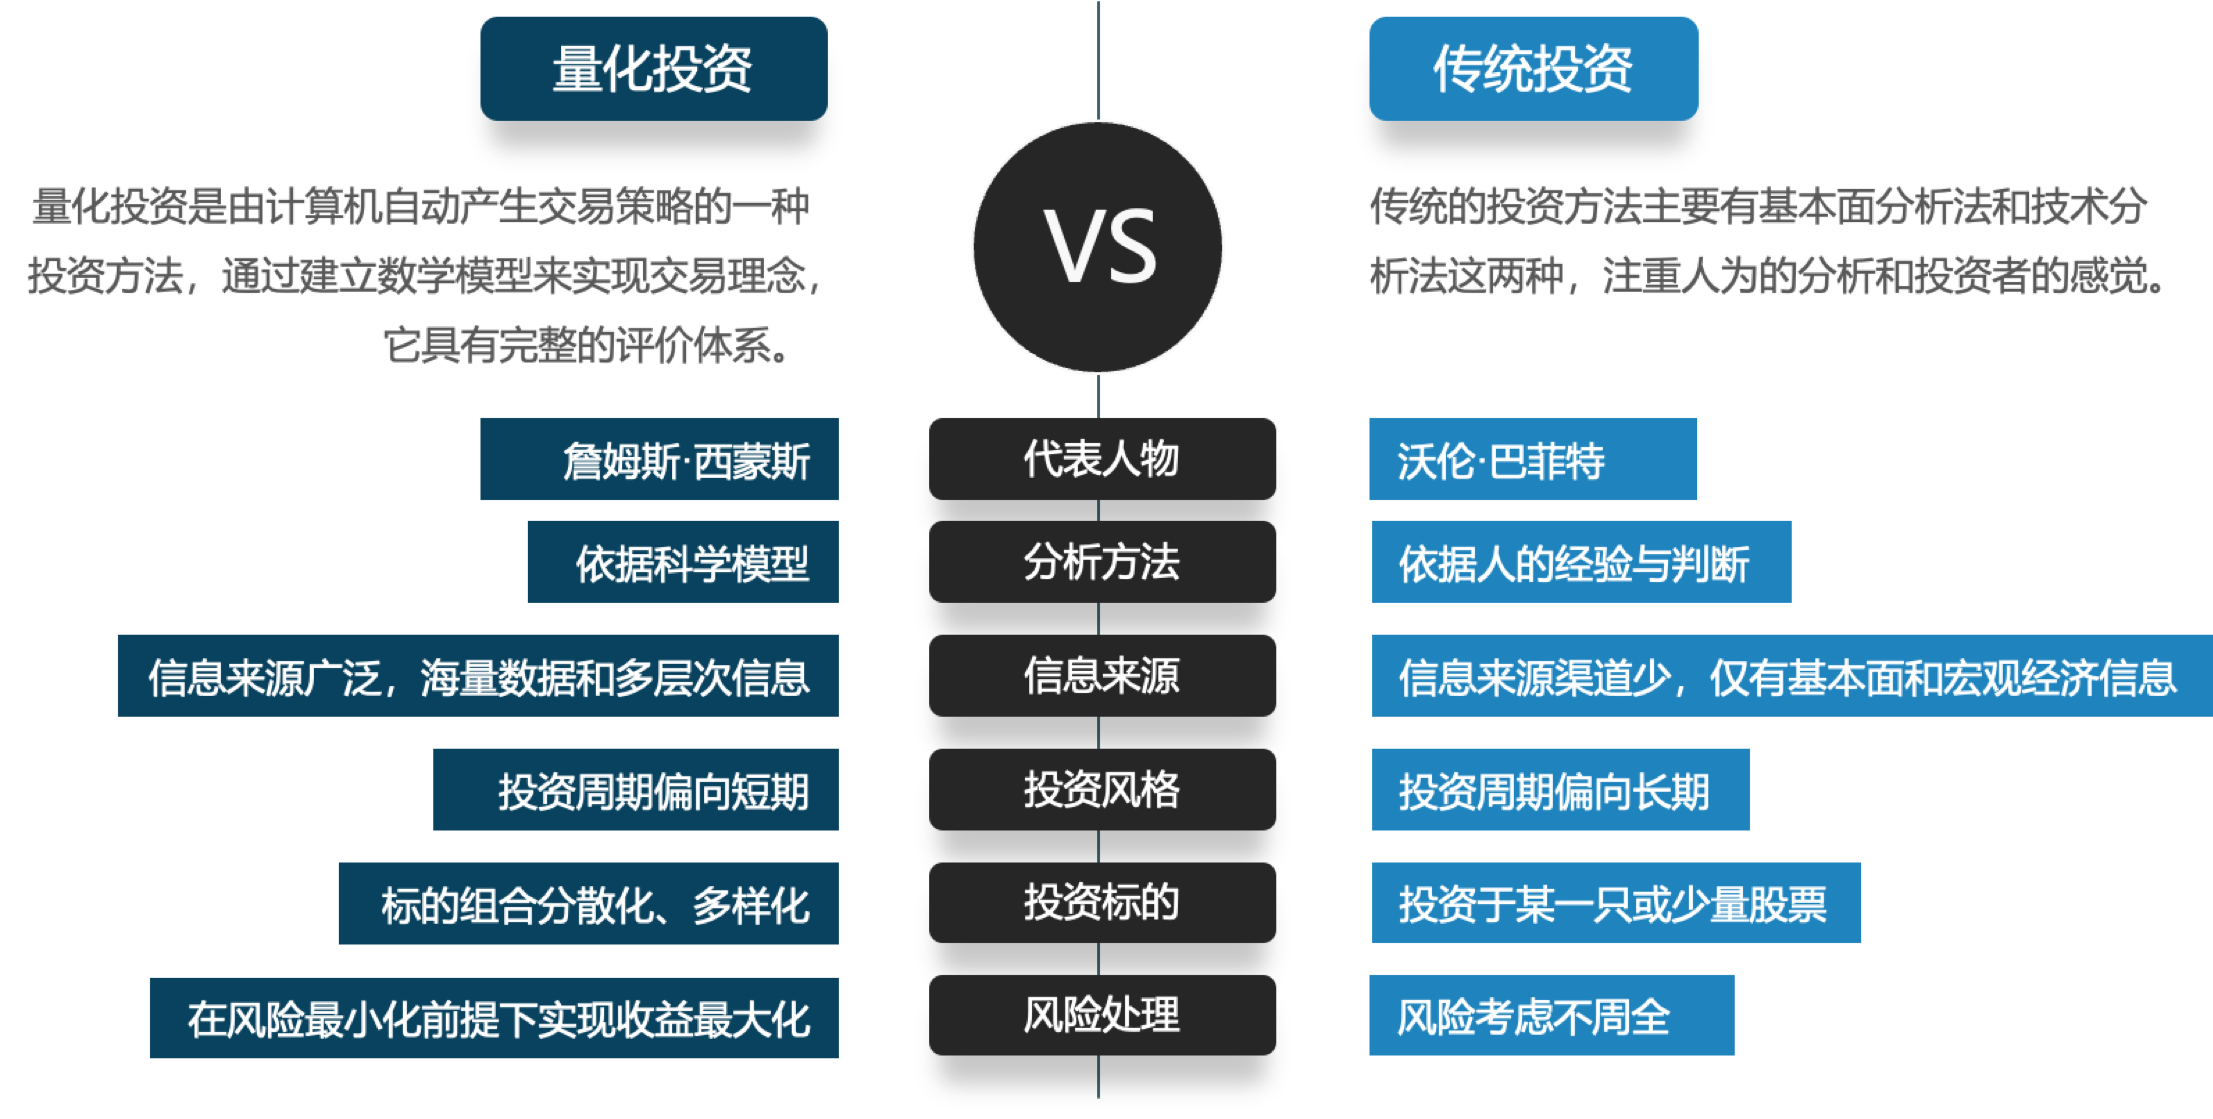 量化投资
传统投资
VS
量化投资是由计算机自动产生交易策略的一种
投资方法，通过建立数学模型来实现交易理念，
它具有完整的评价体系。
传统的投资方法主要有基本面分析法和技术分
析法这两种，注重人为的分析和投资者的感觉。
詹姆斯·西蒙斯
代表人物
沃伦·巴菲特
依据科学模型
分析方法
依据人的经验与判断
信息来源广泛，海量数据和多层次信息
信息来源
信息来源渠道少，仅有基本面和宏观经济信息
投资周期偏向短期
投资风格
投资周期偏向长期
标的组合分散化、多样化
投资标的
投资于某一只或少量股票
在风险最小化前提下实现收益最大化
风险处理
风险考虑不周全